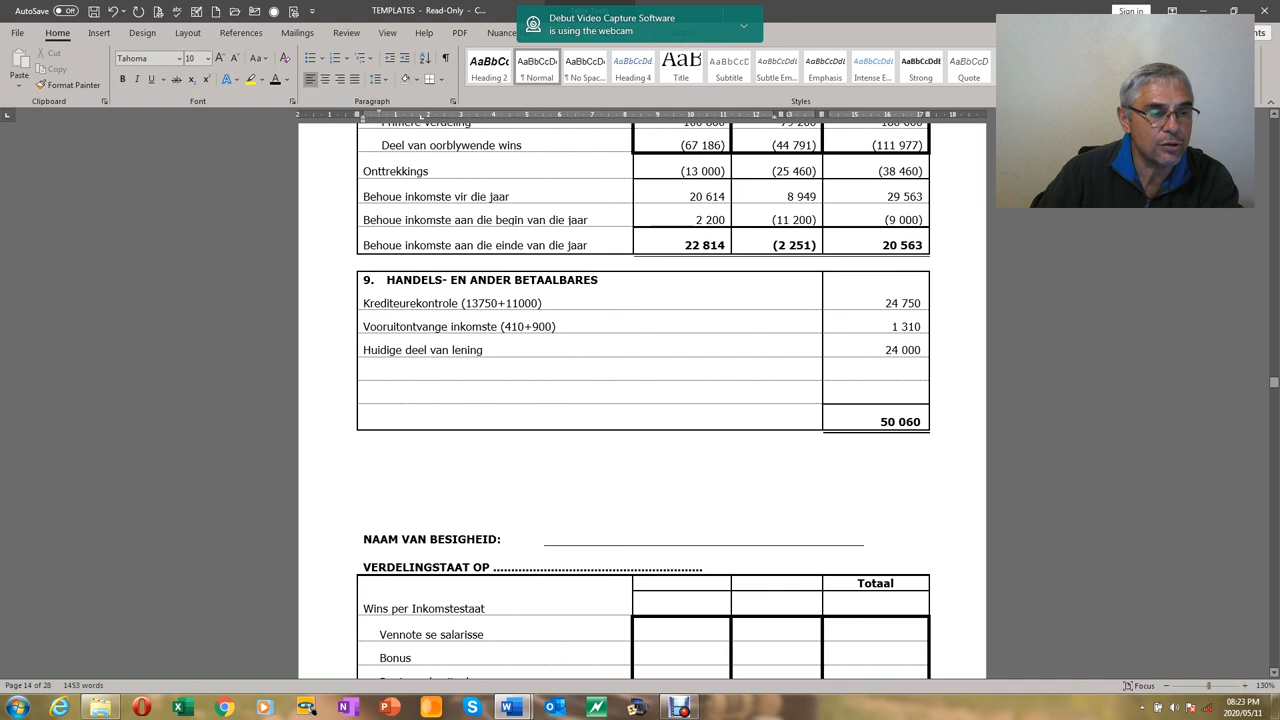 AutoSave Off
TEMPLATES - Read-Only
Debut Video Capture Software
is using the webcam
Sign in
File Home Insert Design
References Mailings Review View Help PDF Nuance
Cut
Copy
Format Painter
Paste
Tahoma 10
AaBbCc AaBbCcDc AaBbCcDc AaBbCcDd. AaB AaBbCcD AaBbCcDdl AaBbCcDdl AaBbCcDdl AaBbCcDdE AaBbCcDd
Heading 2 ¶ Normal ¶ No Spac... Heading 4 Title Subtitle Subtle Em... Emphasis Intense E... Strong Quote
Clipboard Font Paragraph Styles
Deel van oorblywende wins (67 186) (44 791) (111 977)
Onttrekkings (13 000) (25 460) (38 460)
Behoue inkomste vir die jaar 20 614 8 949 29 563
Behoue inkomste aan die begin van die jaar 2 200 (11 200) (9 000)
Behoue inkomste aan die einde van die jaar 22 814 (2 251) 20 563
9. HANDELS- EN ANDER BETAALBARES
Krediteurekontrole (13750+11000) 24 750
Vooruitontvange inkomste (410+900) 1 310
Huidige deel van lening 24 000
50 060
NAAM VAN BESIGHEID:
VERDELINGSTAAT OP ..........................................................
Totaal
Wins per Inkomstestaat
Vennote se salarisse
Bonus
Page 14 of 28 1453 words Focus 130%
08:23 PM
2020/05/11